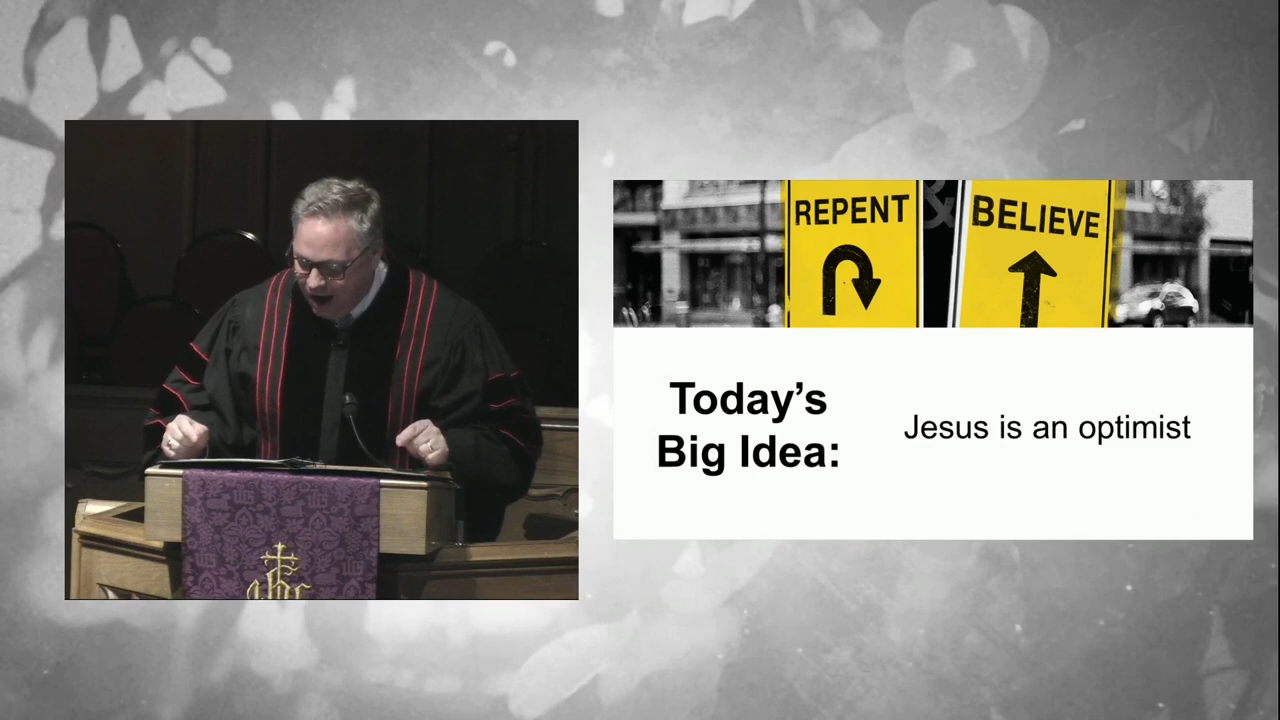 REPENT
&
BELIEVE
Today's
Big Idea:
Jesus is an optimist